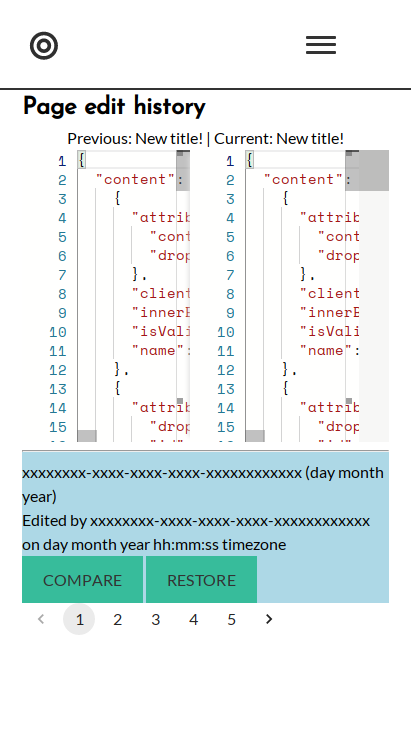 Page edit history
Previous: New title! | Current: New title!
1 {
2 "content":
3 {
4 "attrib
5 "cont
6 "drop
7 },
8 "client
9 "innerB
10 "isVali
11 "name":
12 },
13 {
14 "attrib
15 "drop
1 {
2 "content":
3 {
4 "attrib
5 "cont
6 "drop
7 },
8 "client
9 "innerB
10 "isVali
11 "name":
12 },
13 {
14 "attrib
15 "drop
xxxxxxxx-xxxx-xxxx-xxxx-xxxxxxxxxxxx (day month
year)
Edited by xxxxxxxx-xxxx-xxxx-xxxx-xxxxxxxxxxxx
on day month year hh:mm:ss timezone
COMPARE RESTORE
1 2 3 4 5